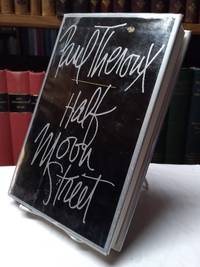 Paul Theroux
Half
Moon
Street